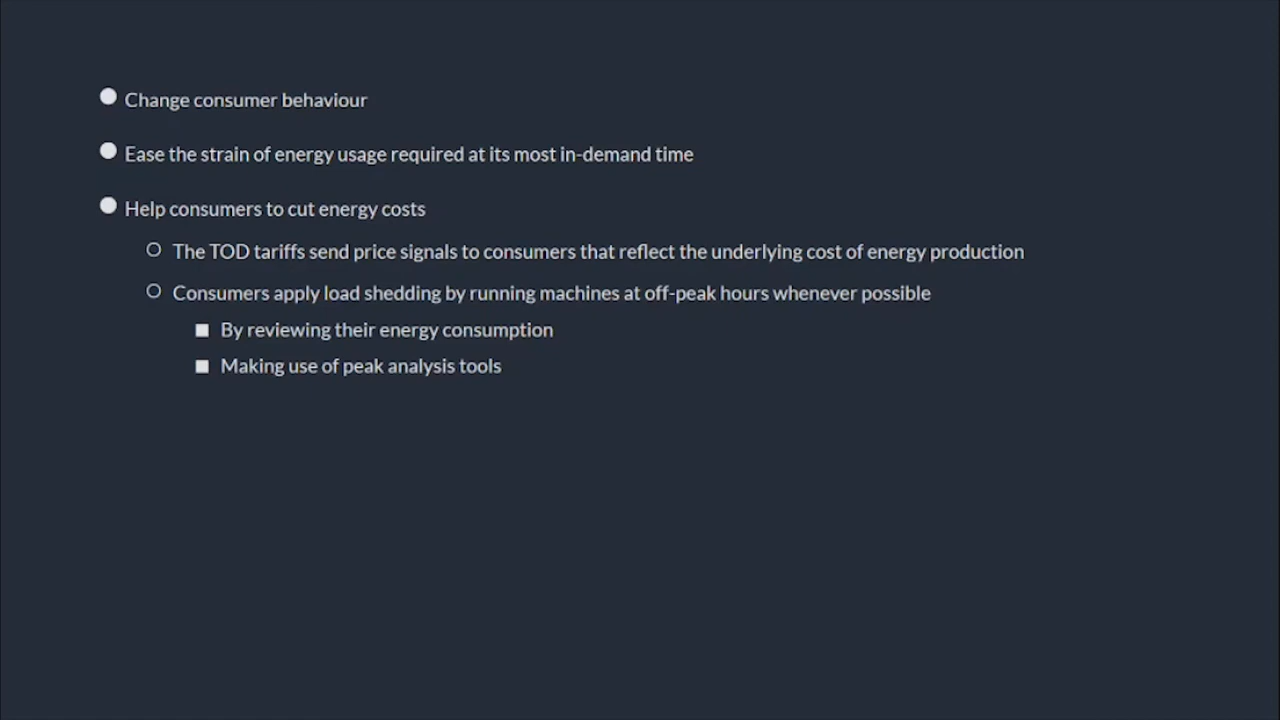 Change consumer behaviour
Ease the strain of energy usage required at its most in-demand time
Help consumers to cut energy costs
The TOD tariffs send price signals to consumers that reflect the underlying cost of energy production
Consumers apply load shedding by running machines at off-peak hours whenever possible
By reviewing their energy consumption
Making use of peak analysis tools